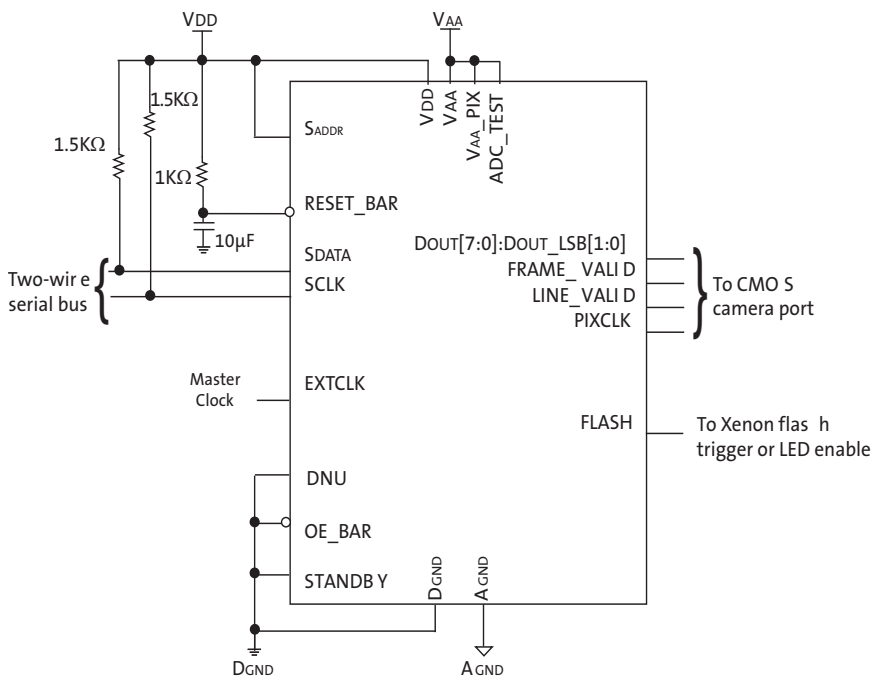 VDD
VAA
1.5KΩ
1.5KΩ
1KΩ
10µF
SADDR
RESET_BAR
SDATA
SCLK
Two-wir e
serial bus
VDD
VAA
VAA_PIX
ADC_TEST
DOUT[7:0]:DOUT_LSB[1:0]
FRAME_VALI D
LINE_VALI D
PIXCLK
To CMO S
camera port
Master
Clock
EXTCLK
FLASH
To Xenon flas h
trigger or LED enable
DNU
OE_BAR
STANDB Y
DGND
AGND
DGND
AGND